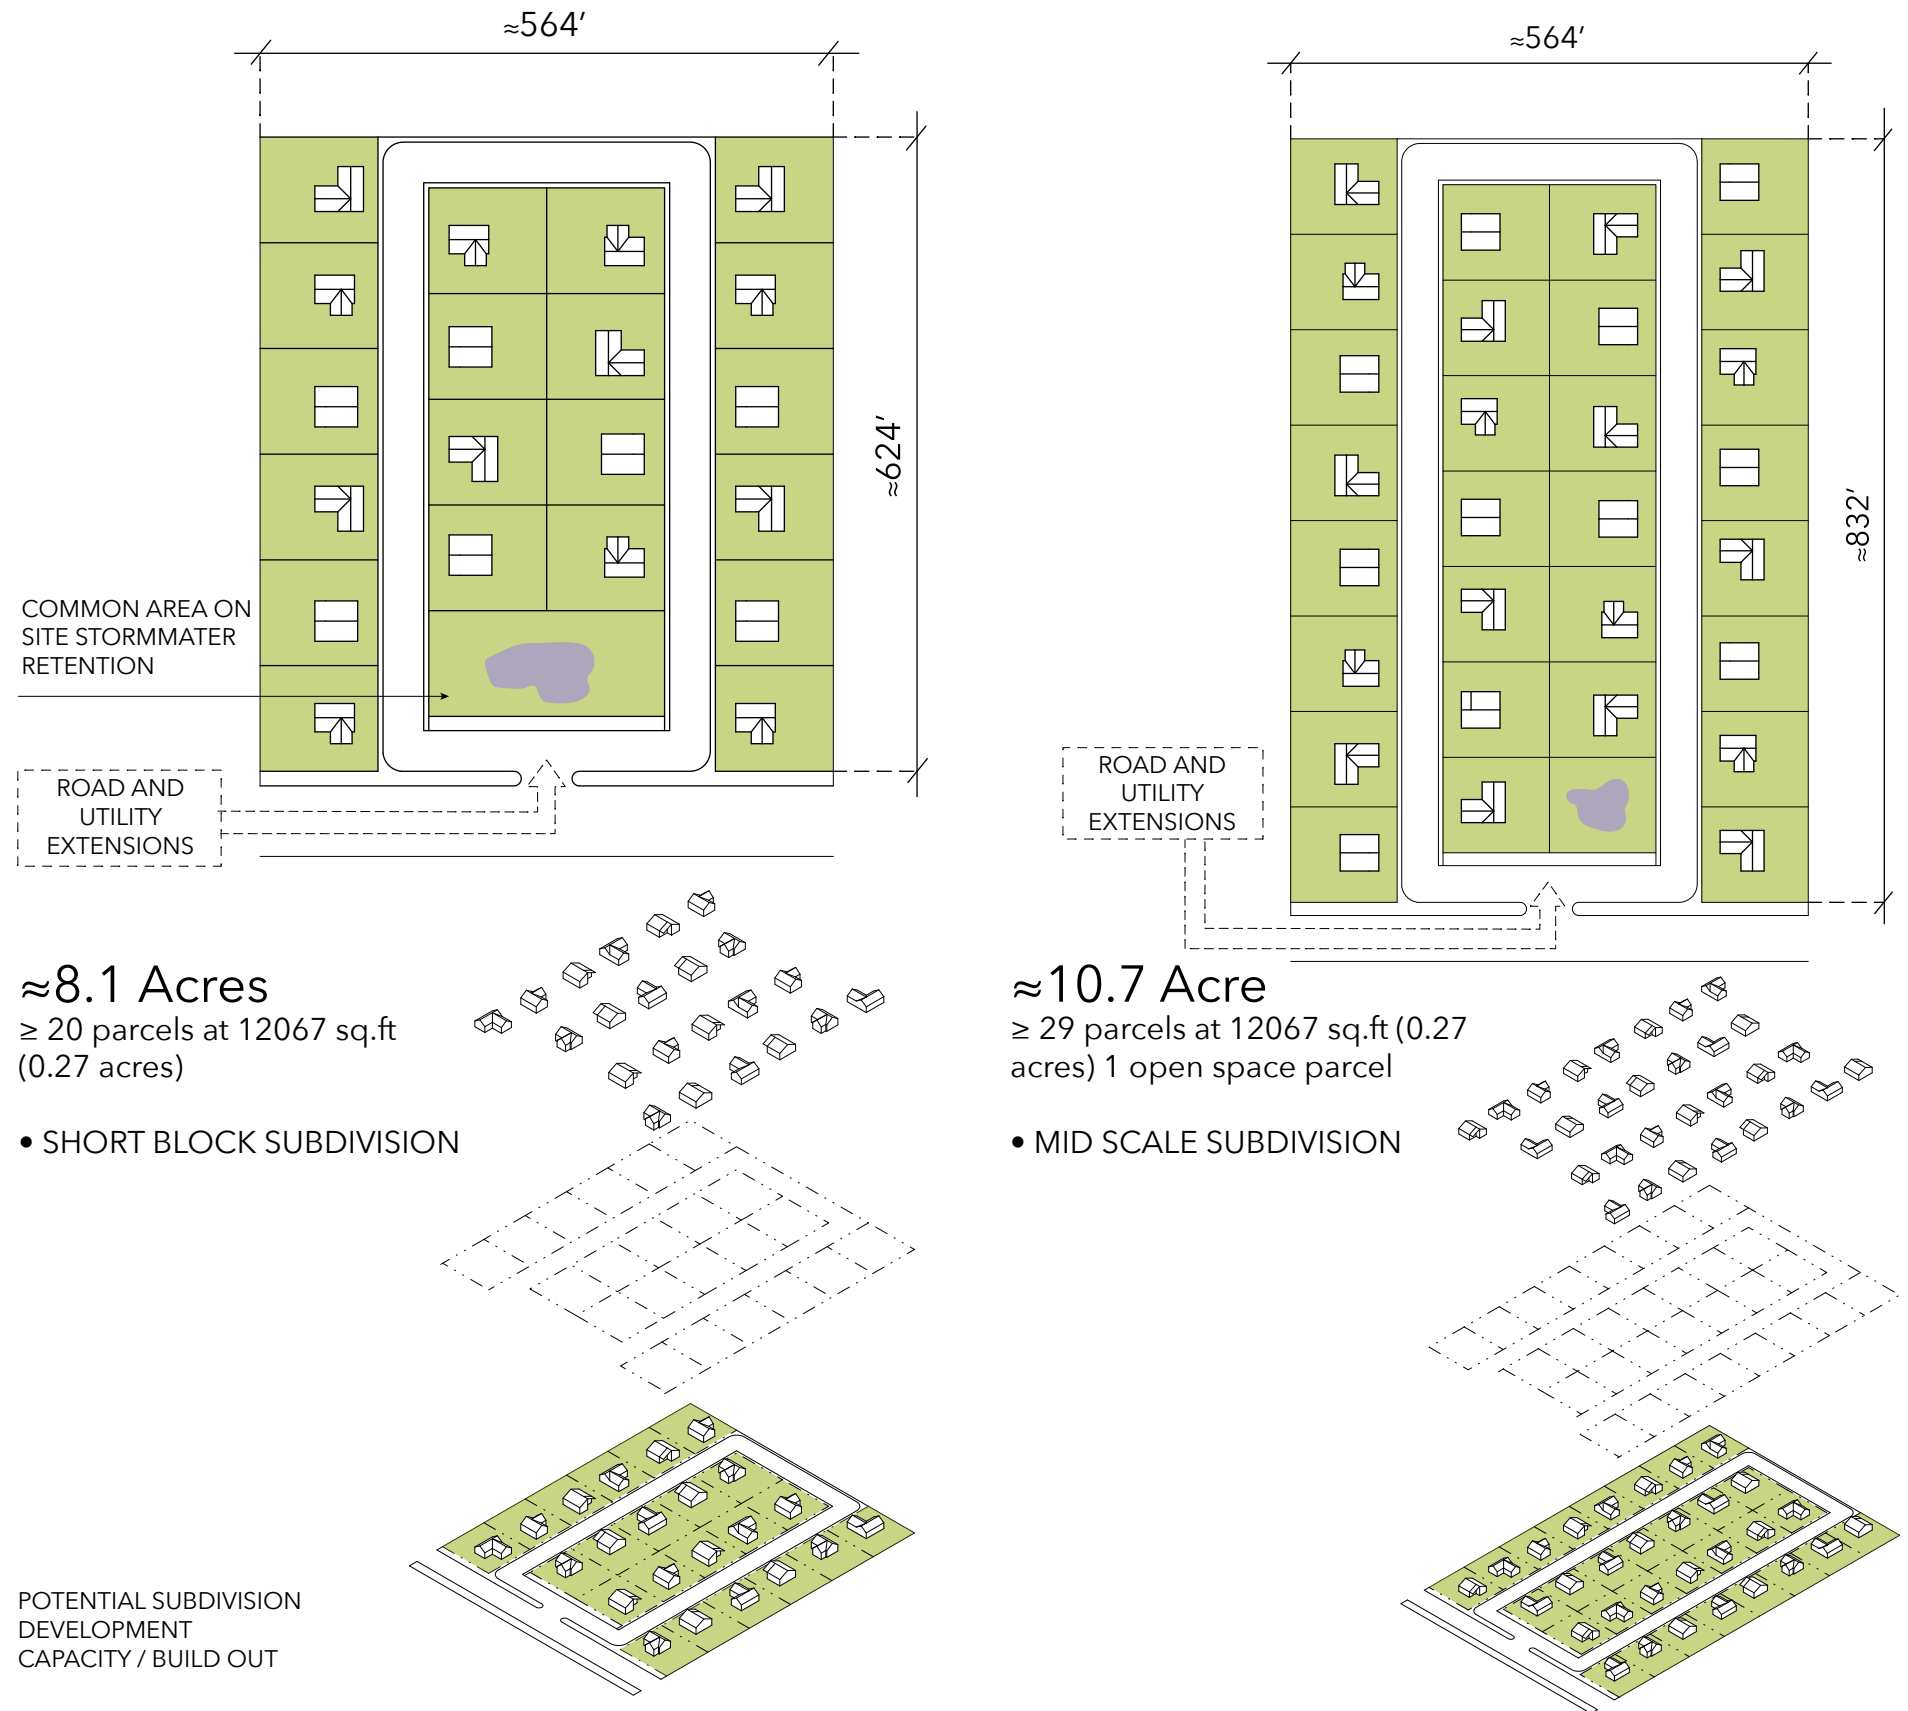 ≈564'
≈624'
COMMON AREA ON
SITE STORMMATER
RETENTION
ROAD AND
UTILITY
EXTENSIONS
≈8.1 Acres
≥ 20 parcels at 12067 sq.ft
(0.27 acres)
• SHORT BLOCK SUBDIVISION
POTENTIAL SUBDIVISION
DEVELOPMENT
CAPACITY / BUILD OUT
≈564'
≈832'
ROAD AND
UTILITY
EXTENSIONS
≈10.7 Acre
≥ 29 parcels at 12067 sq.ft (0.27
acres) 1 open space parcel
• MID SCALE SUBDIVISION